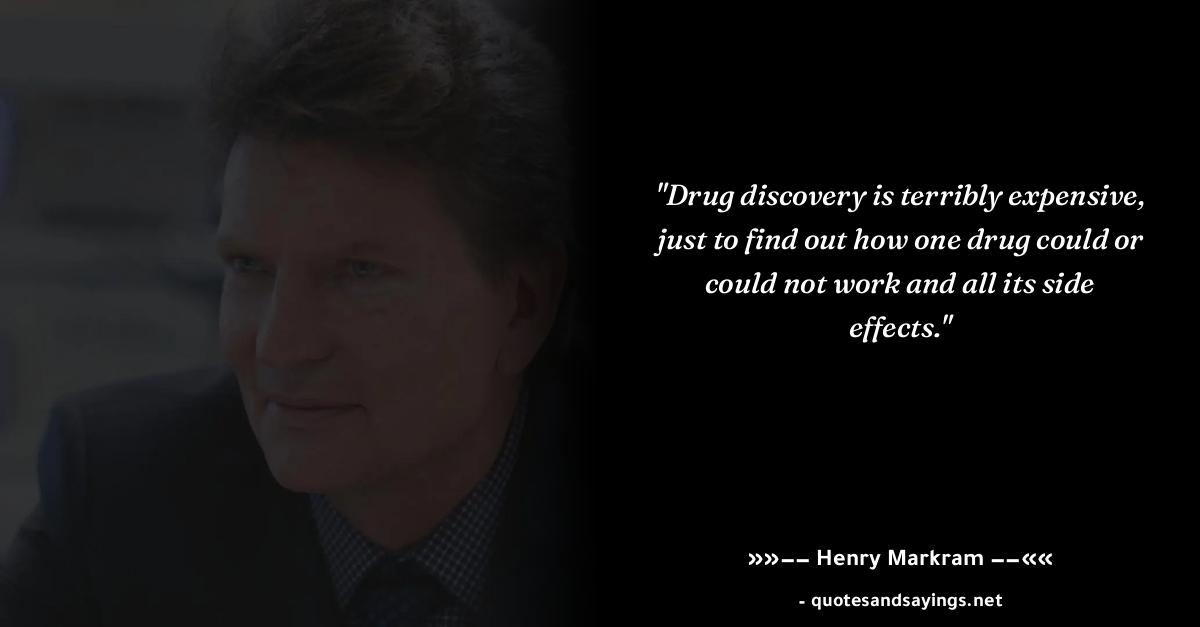 "Drug discovery is terribly expensive,
just to find out how one drug could or
could not work and all its side
effects."
»»−− Henry Markram −−««
- quotesandsayings.net